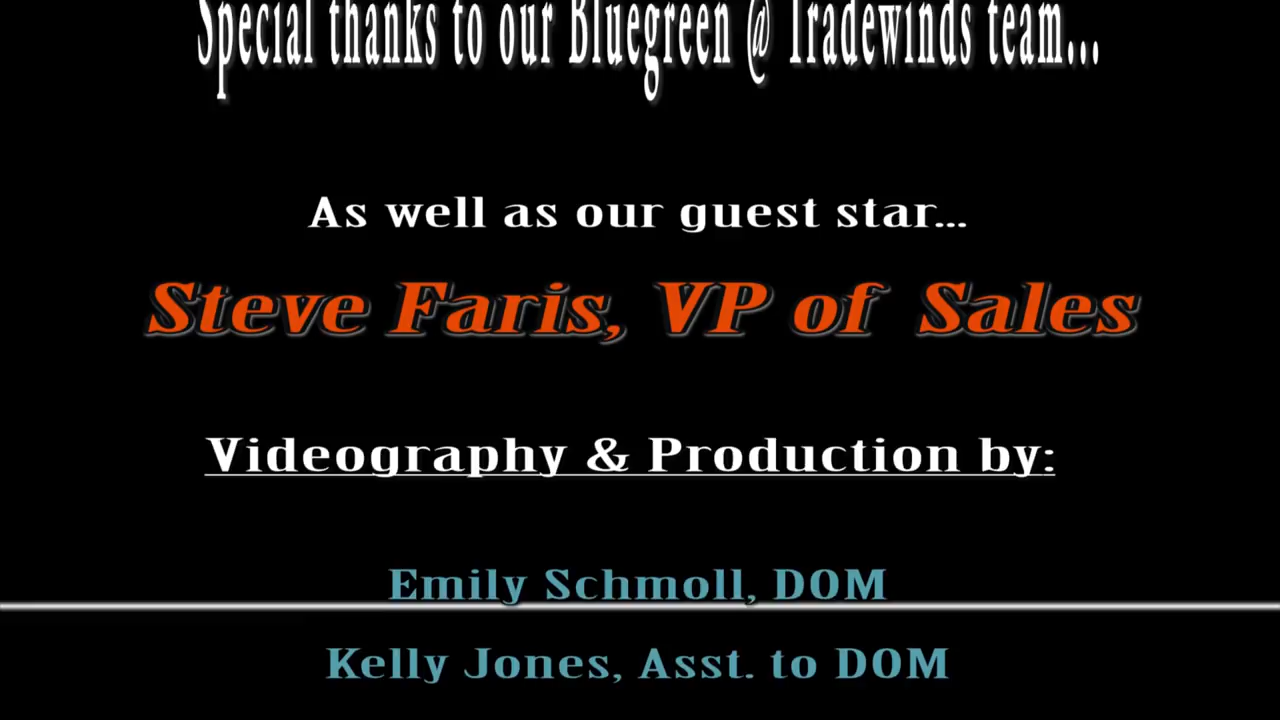 Special thanks to our Bluegreen @ Tradewinds team...
As well as our guest star...
Steve Faris, VP of Sales
Videography & Production by:
Emily Schmoll, DOM
Kelly Jones, Asst. to DOM